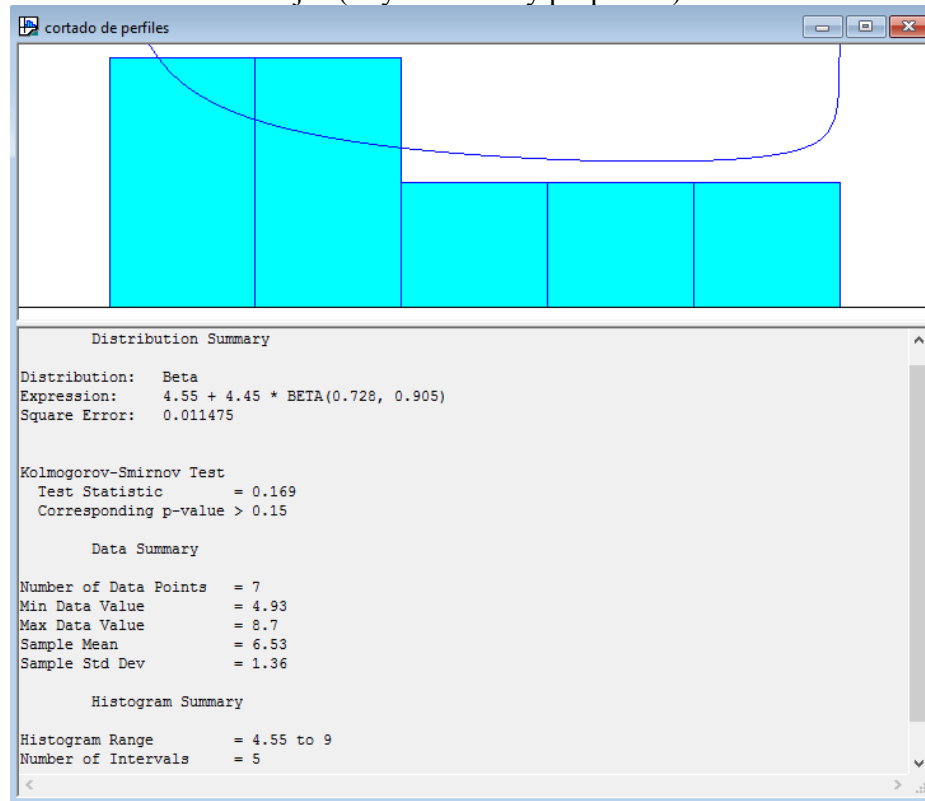 cortado de perfiles
Distribution Summary
Distribution: Beta
Expression: 4.55 + 4.45 * BETA(0.728, 0.905)
Square Error: 0.011475
Kolmogorov-Smirnov Test
Test Statistic = 0.169
Corresponding p-value > 0.15
Data Summary
Number of Data Points = 7
Min Data Value = 4.93
Max Data Value = 8.7
Sample Mean = 6.53
Sample Std Dev = 1.36
Histogram Summary
Histogram Range = 4.55 to 9
Number of Intervals = 5